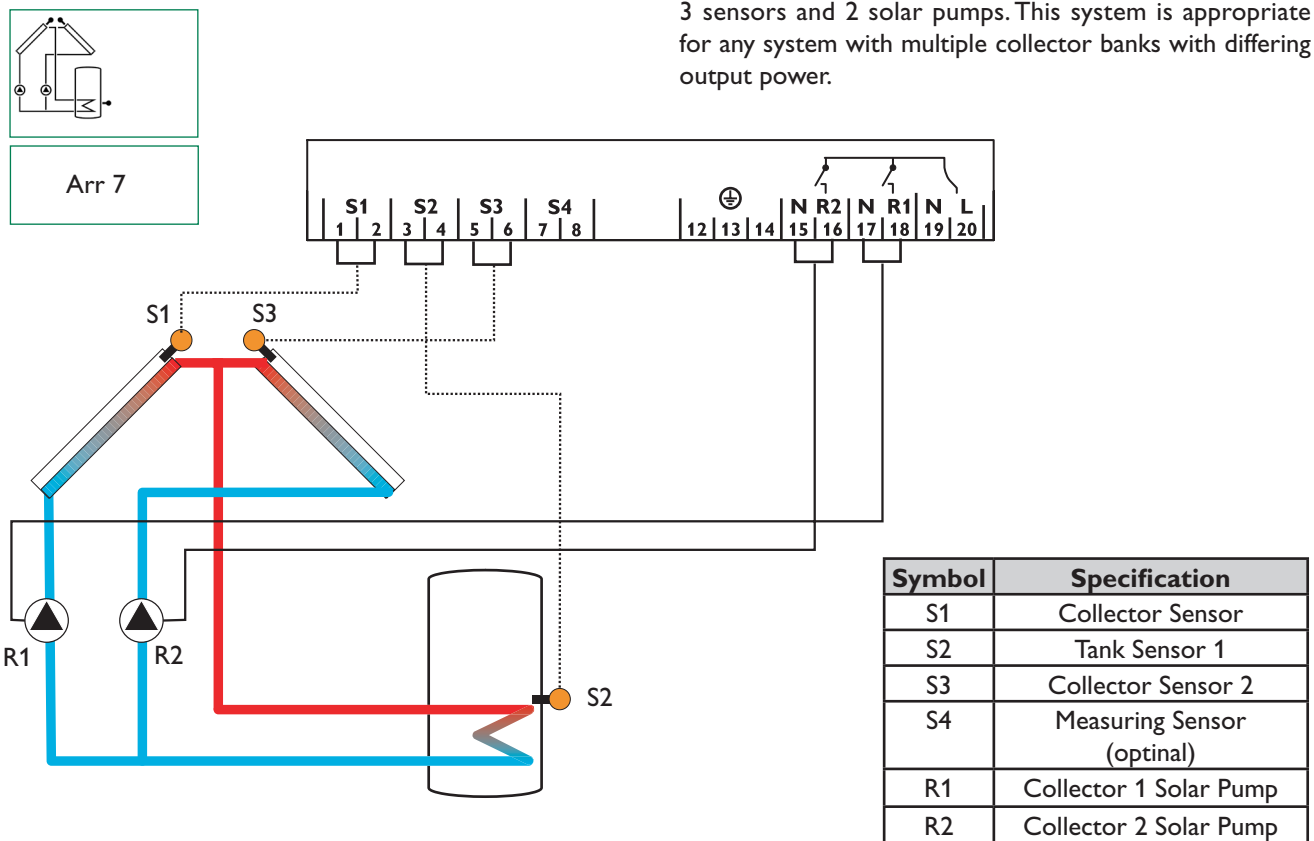 3 sensors and 2 solar pumps. This system is appropriate
for any system with multiple collector banks with differing
output power.
Arr 7
S1 S2 S3 S4 N R2 N R1 N L
1 2 3 4 5 6 7 8 12 13 14 15 16 17 18 19 20
S1 S3
R1 R2
S2
Symbol Specification
S1 Collector Sensor
S2 Tank Sensor 1
S3 Collector Sensor 2
S4 Measuring Sensor
(optinal)
R1 Collector 1 Solar Pump
R2 Collector 2 Solar Pump